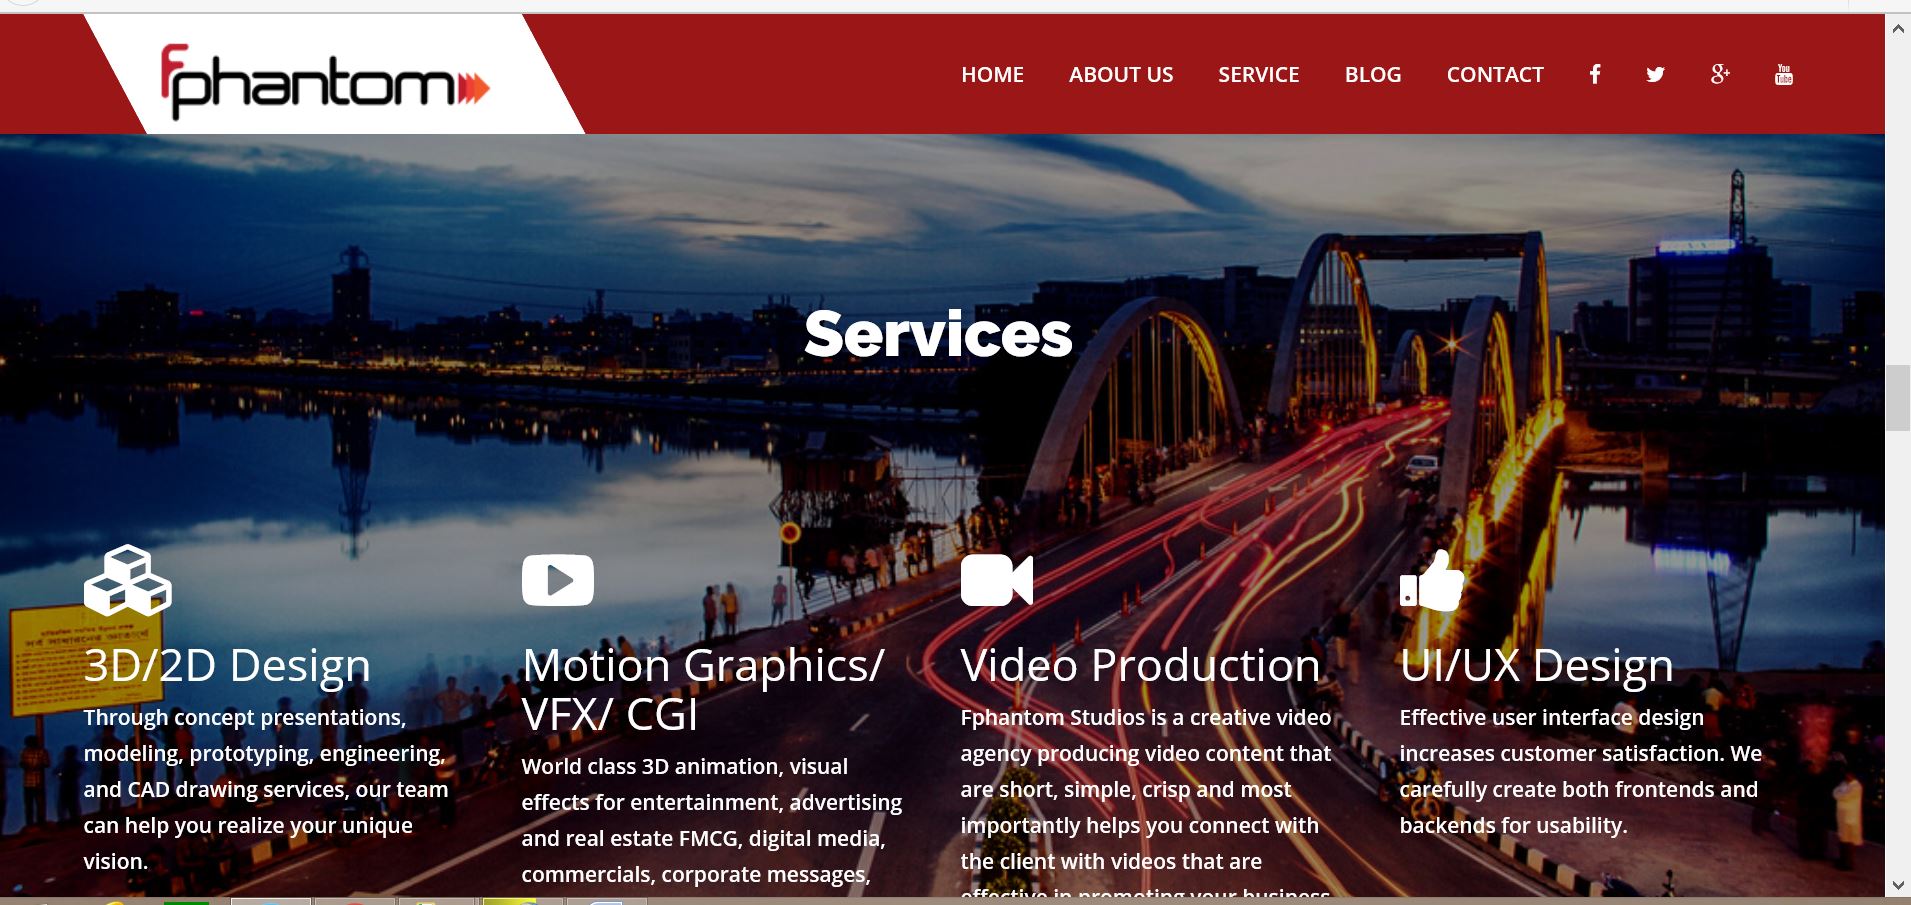 fphantom
HOME ABOUT US SERVICE BLOG CONTACT
Services
3D/2D Design
Through concept presentations,
modeling, prototyping, engineering,
and CAD drawing services, our team
can help you realize your unique
vision.
Motion Graphics/
VFX/ CGI
World class 3D animation, visual
effects for entertainment, advertising
and real estate FMCG, digital media,
commercials, corporate messages,
Video Production
Fphantom Studios is a creative video
agency producing video content that
are short, simple, crisp and most
importantly helps you connect with
the client with videos that are
effective in promoting your business
UI/UX Design
Effective user interface design
increases customer satisfaction. We
carefully create both frontends and
backends for usability.